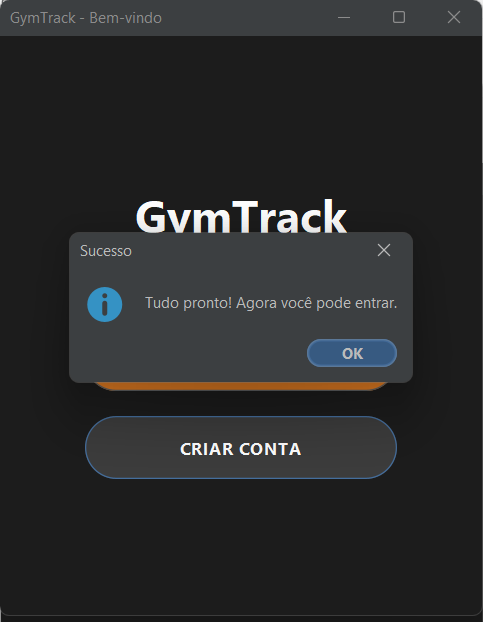 GymTrack - Bem-vindo
GymTrack
Sucesso
Tudo pronto! Agora você pode entrar.
OK
CRIAR CONTA